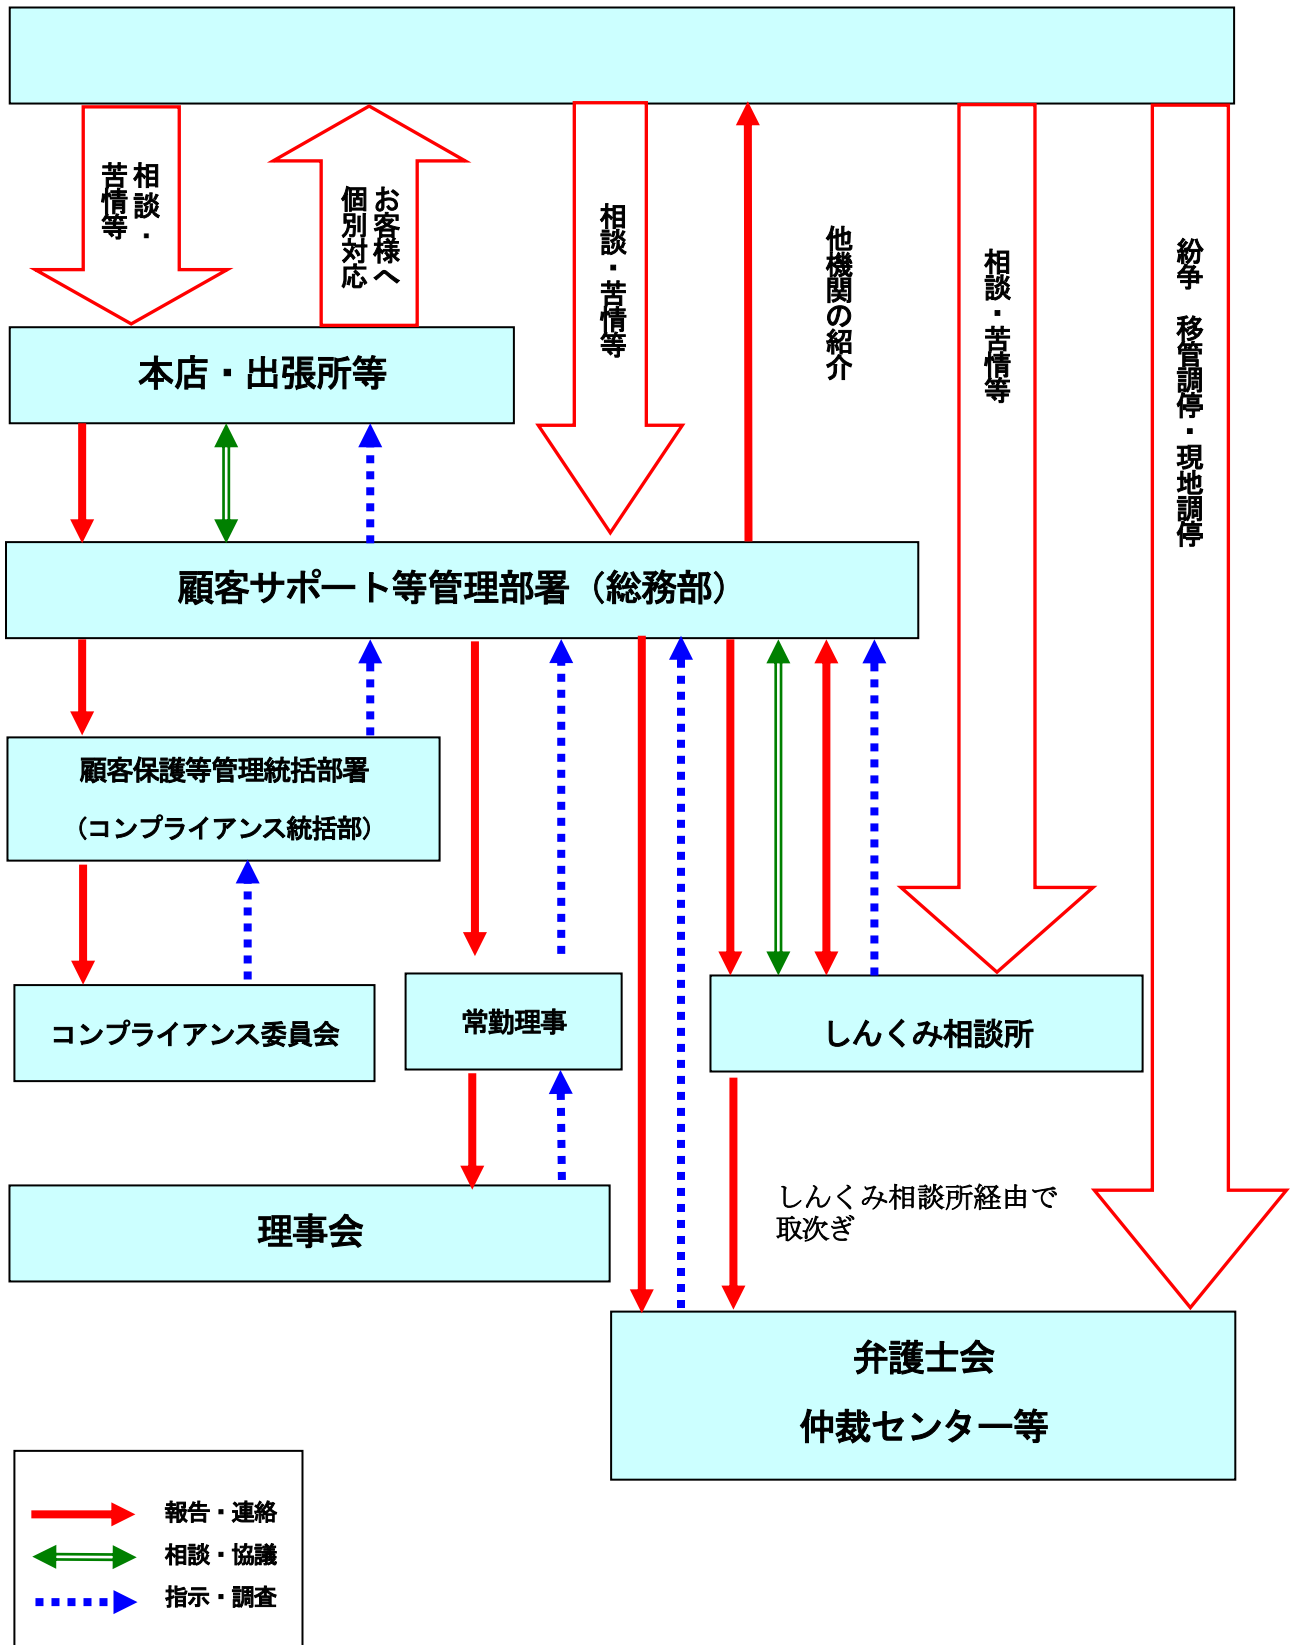 相談・
苦情等
お客様へ
個別対応
相談・苦情等
他機関の紹介
相談・苦情等
紛争　移管調停・現地調停
本店・出張所等
顧客サポート等管理部署（総務部）
顧客保護等管理統括部署
（コンプライアンス統括部）
コンプライアンス委員会
常勤理事
しんくみ相談所
しんくみ相談所経由で
取次ぎ
理事会
弁護士会
仲裁センター等
報告・連絡
相談・協議
指示・調査